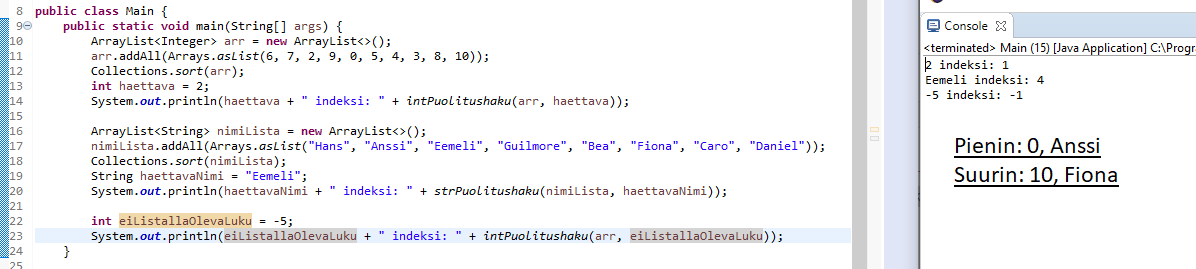 8 public class Main {
9 public static void main(String[] args) {
10 ArrayList<Integer> arr = new ArrayList<>();
11 arr.addAll(Arrays.asList(6, 7, 2, 9, 0, 5, 4, 3, 8, 10));
12 Collections.sort(arr);
13 int haettava = 2;
14 System.out.println(haettava + " indeksi: " + intPuolitushaku(arr, haettava));
15
16 ArrayList<String> nimiLista = new ArrayList<>();
17 nimiLista.addAll(Arrays.asList("Hans", "Anssi", "Eemeli", "Guilmore", "Bea", "Fiona", "Caro", "Daniel"));
18 Collections.sort(nimiLista);
19 String haettavaNimi = "Eemeli";
20 System.out.println(haettavaNimi + " indeksi: " + strPuolitushaku(nimiLista, haettavaNimi));
21
22 int eiListallaOlevaLuku = -5;
23 System.out.println(eiListallaOlevaLuku + " indeksi: " + intPuolitushaku(arr, eiListallaOlevaLuku));
24 }
25
Console
<terminated> Main (15) [Java Application] C:\Progr
2 indeksi: 1
Eemeli indeksi: 4
-5 indeksi: -1
Pienin: 0, Anssi
Suurin: 10, Fiona